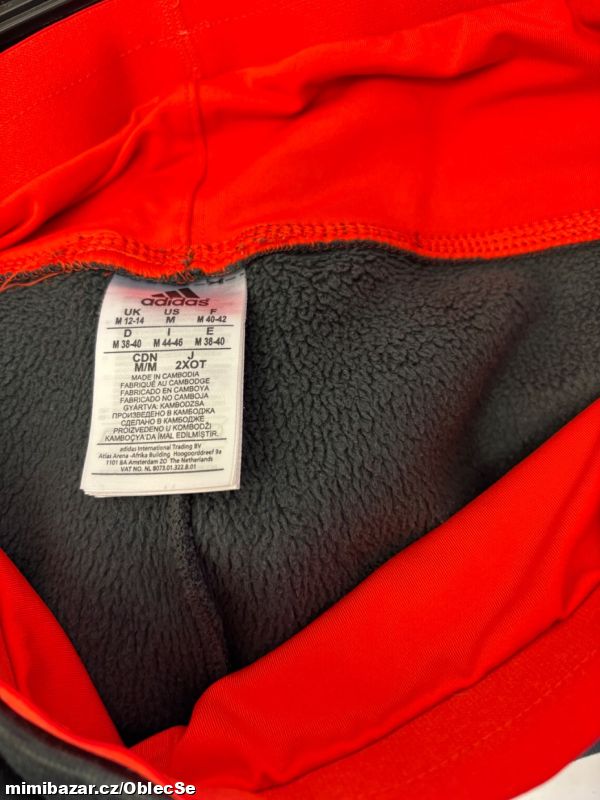 adidas
UK US F
M 12-14 M M 40-42
D I E
M 38-40 M 44-46 M 38-40
CDN J
M/M 2XOT
MADE IN CAMBODIA
FABRIQUÉ AU CAMBODGE
FABRICADO EN CAMBOYA
FABRICADO NO CAMBOJA
GYÁRTVA: KAMBODZSA
ПРОИЗВЕДЕНО В КАМБОДЖА
СДЕЛАНО В КАМБОДЖЕ
PROIZVEDENO U KOMBODŽI
KAMBOÇYA'DA İMAL EDİLMİŞTİR.
adidas International Trading BV
Atlas Arena -Afrika Building Hoogoorddreef 9a
1101 BA Amsterdam ZO The Netherlands
VAT NO. NL 8073.01.322.B.01
mimibazar.cz/OblecSe